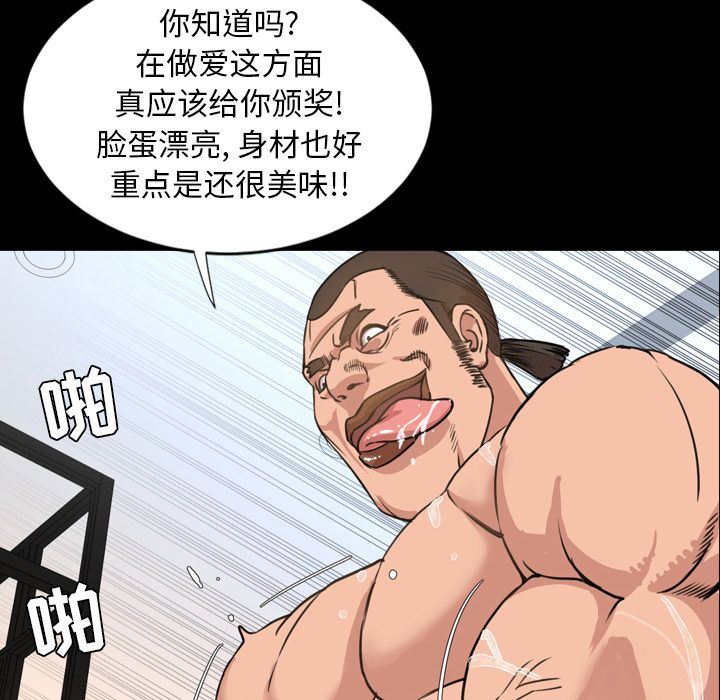 你知道吗?
在做爱这方面
真应该给你颁奖!
脸蛋漂亮, 身材也好
重点是还很美味!!
啪
啪